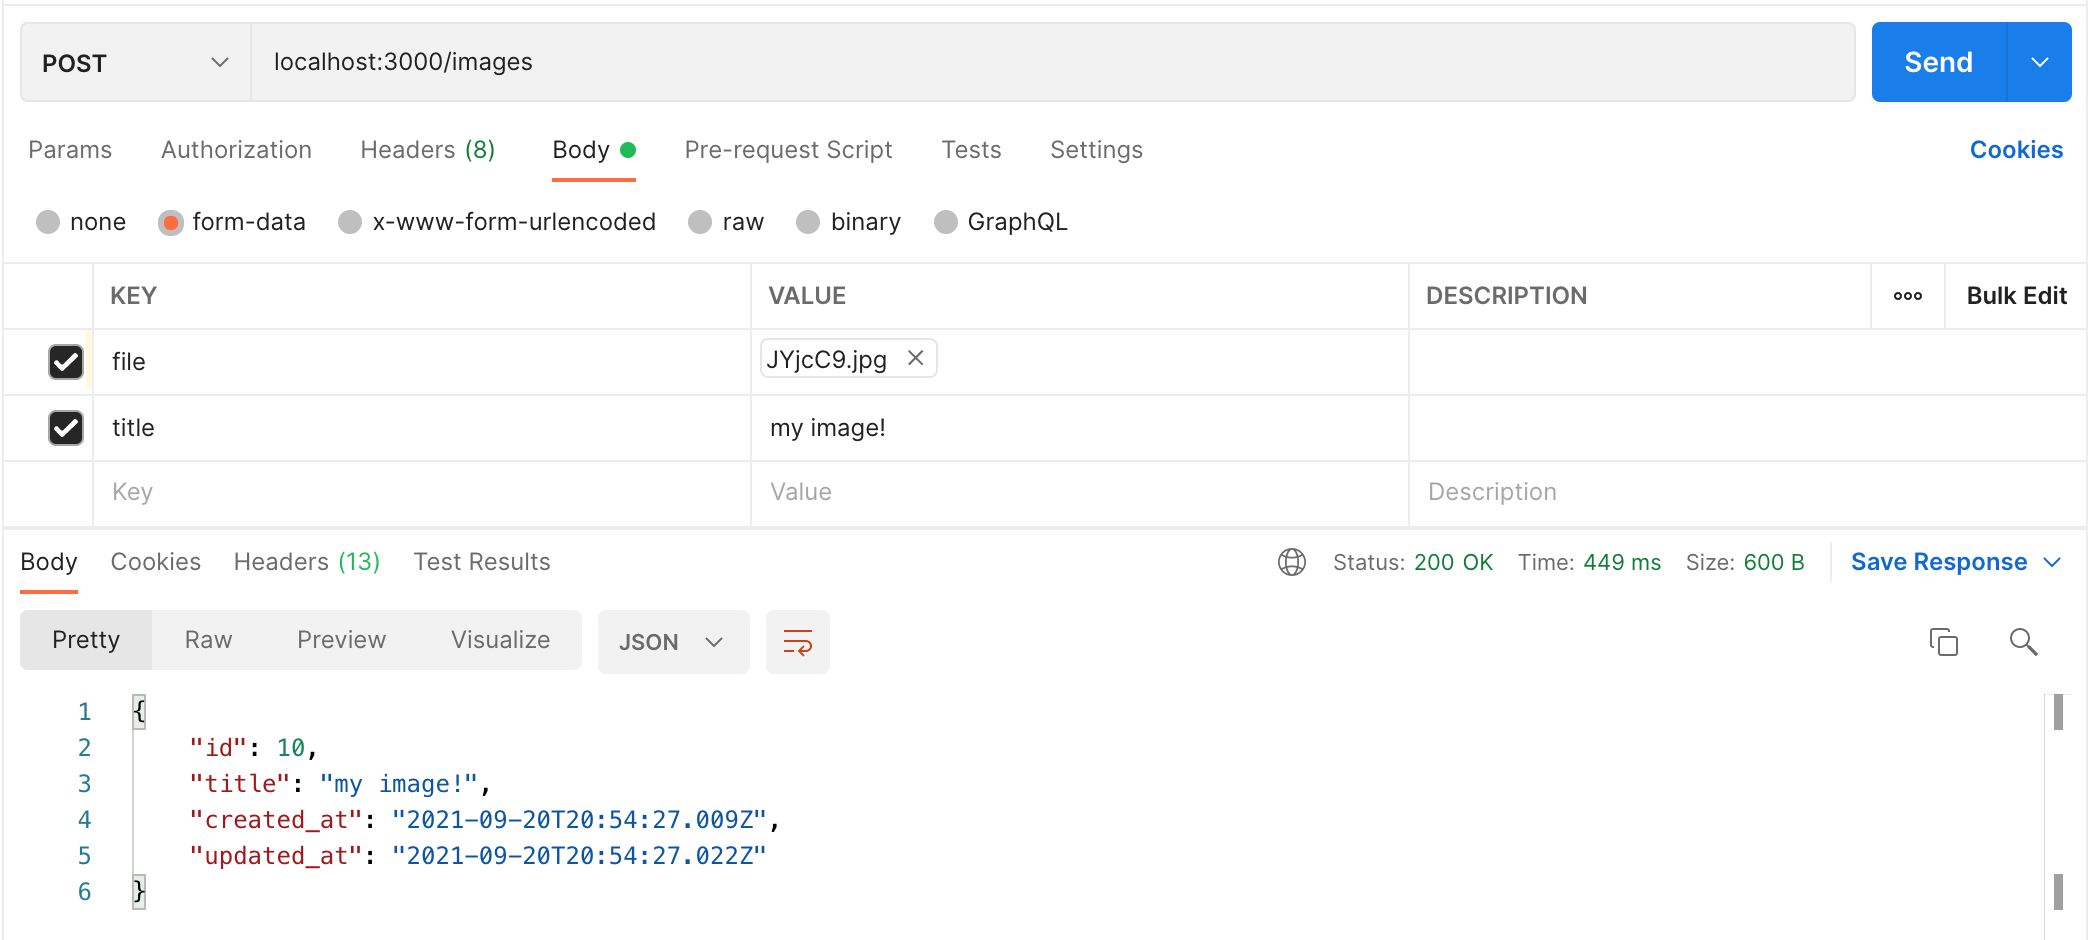 POST localhost:3000/images Send
Params Authorization Headers (8) Body Pre-request Script Tests Settings Cookies
none form-data x-www-form-urlencoded raw binary GraphQL
KEY VALUE DESCRIPTION Bulk Edit
file JYjcC9.jpg
title my image!
Key Value Description
Body Cookies Headers (13) Test Results Status: 200 OK Time: 449 ms Size: 600 B Save Response
Pretty Raw Preview Visualize JSON
1 {
2 "id": 10,
3 "title": "my image!",
4 "created_at": "2021-09-20T20:54:27.009Z",
5 "updated_at": "2021-09-20T20:54:27.022Z"
6 }